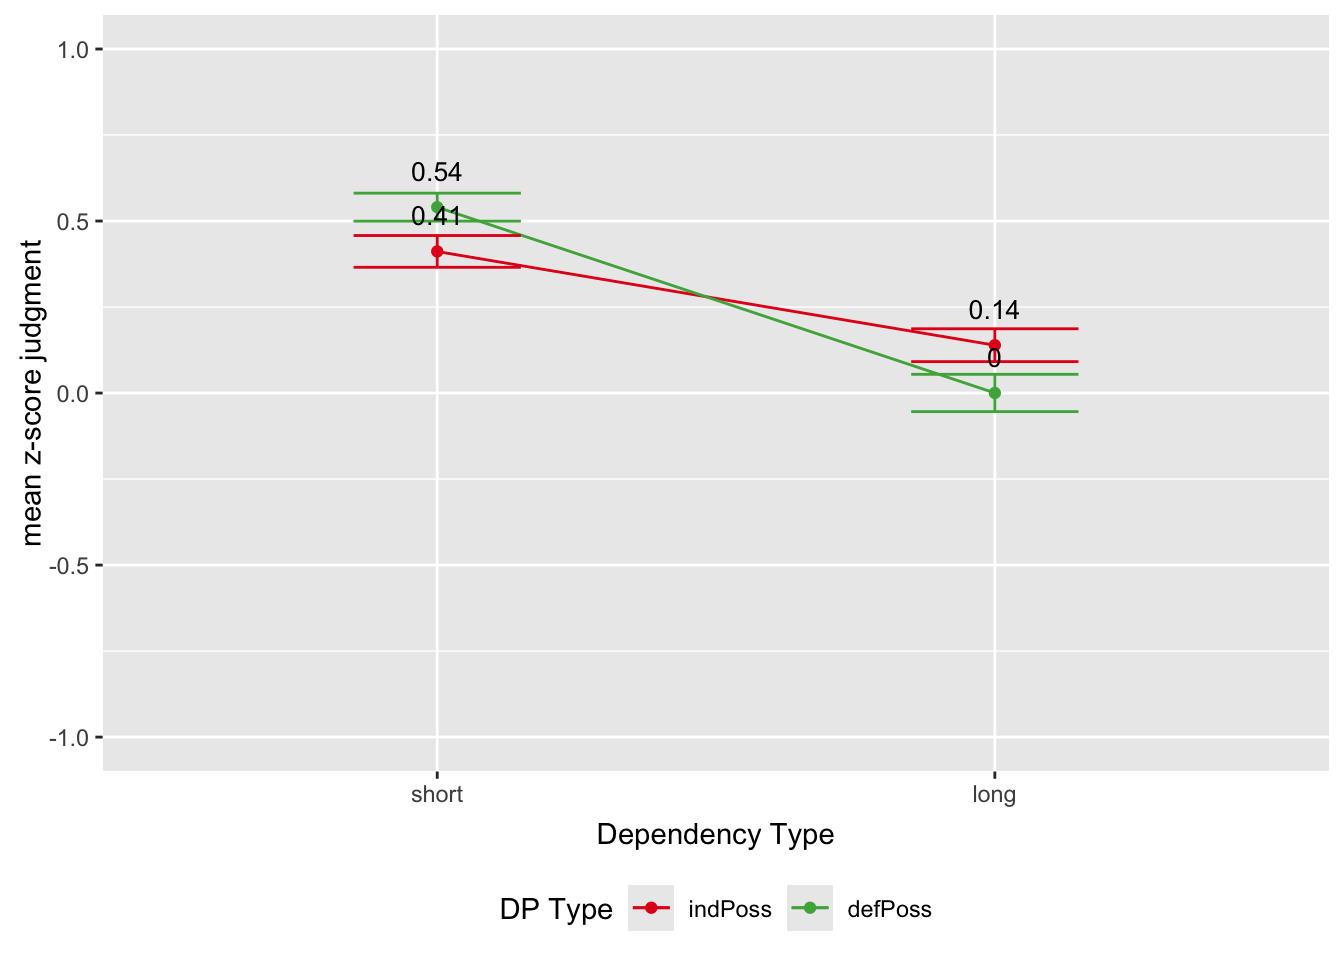 mean z-score judgment
1.0
0.5
0.0
-0.5
-1.0
0.54
0.41
0.14
0
short long
Dependency Type
DP Type indPoss defPoss